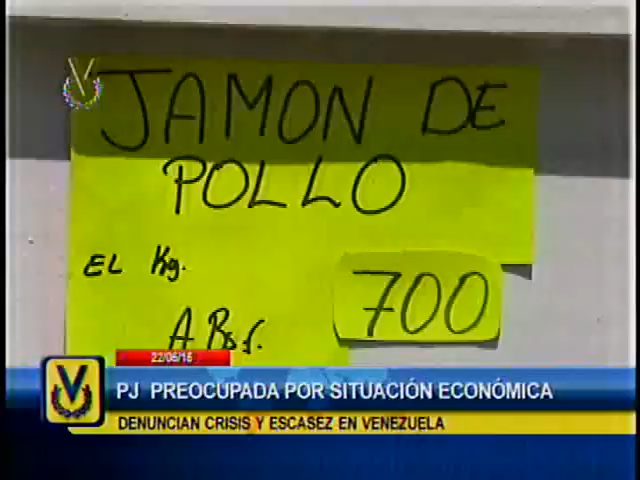 V
JAMON DE
POLLO
EL Kg.
A Bs.f.
700
22/06/15
V
PJ PREOCUPADA POR SITUACIÓN ECONÓMICA
DENUNCIAN CRISIS Y ESCASEZ EN VENEZUELA